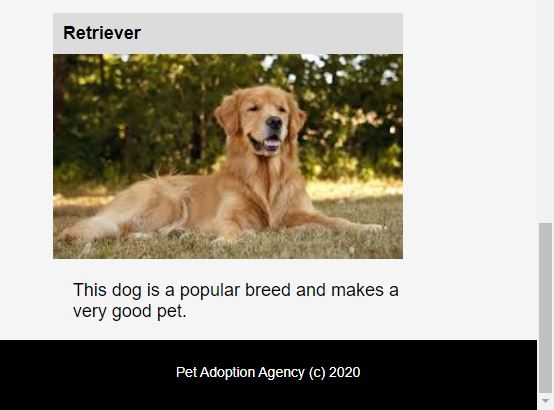 Retriever
This dog is a popular breed and makes a
very good pet.
Pet Adoption Agency (c) 2020